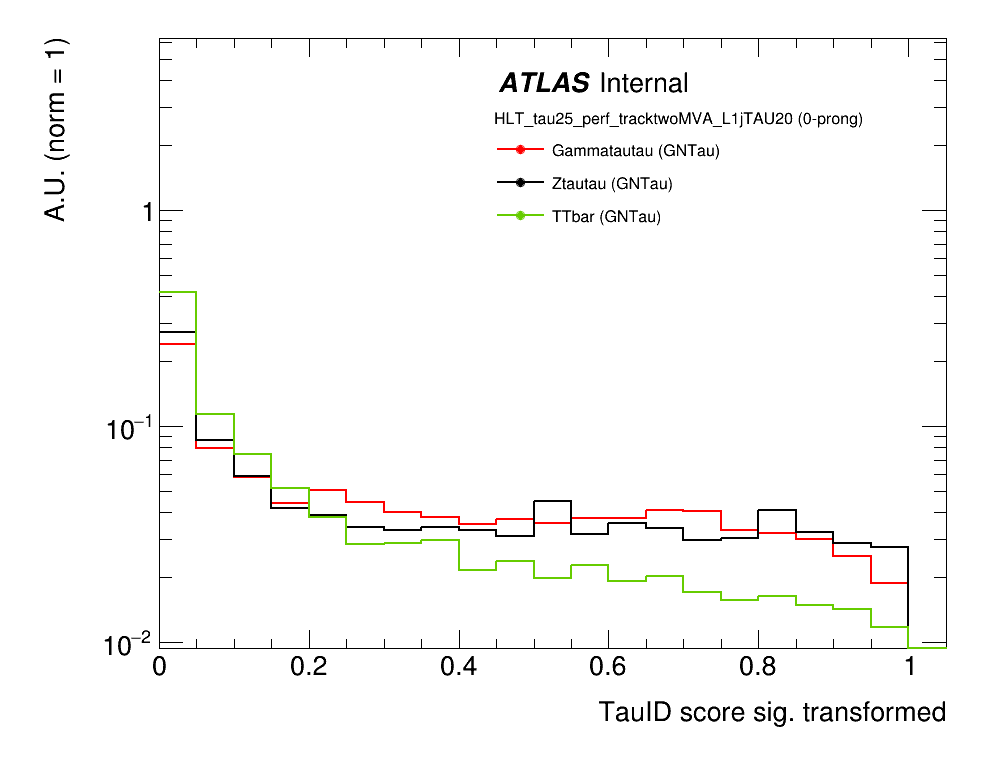 A.U. (norm = 1)
ATLAS Internal
HLT_tau25_perf_tracktwoMVA_L1jTAU20 (0-prong)
Gammatautau (GNTau)
Ztautau (GNTau)
TTbar (GNTau)
1
10⁻¹
10⁻²
0 0.2 0.4 0.6 0.8 1
TauID score sig. transformed